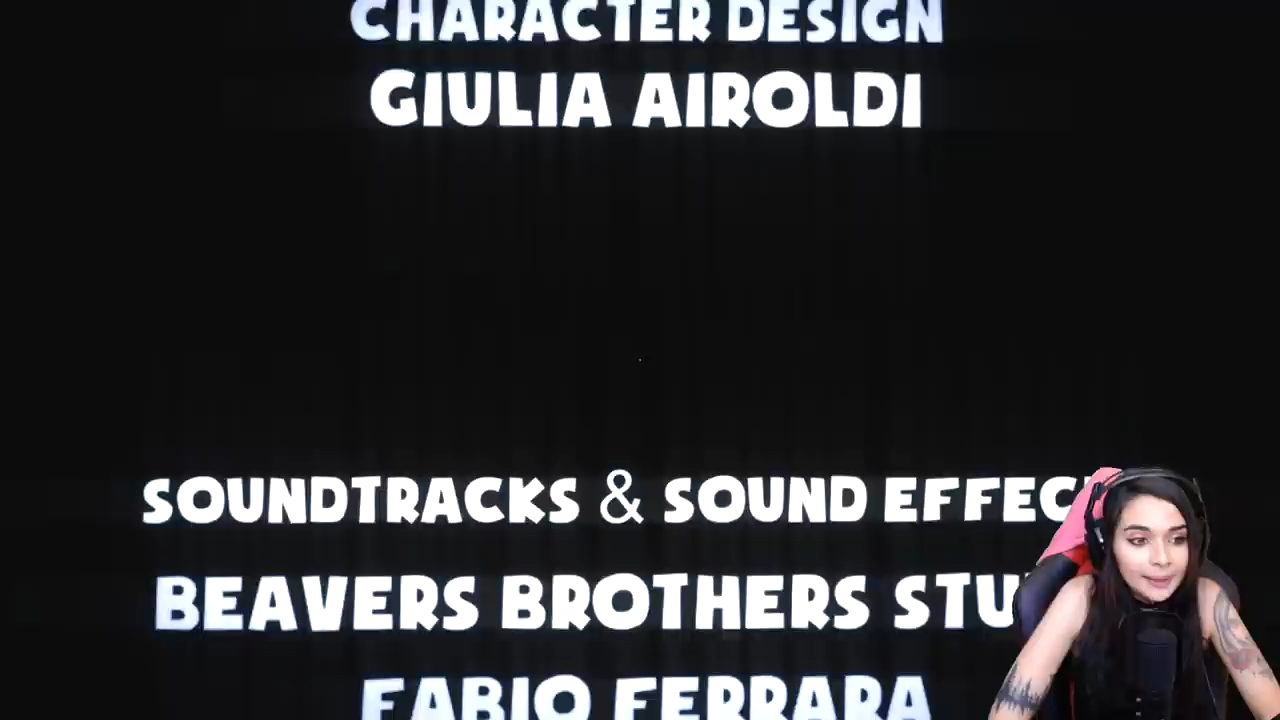 CHARACTER DESIGN
GIULIA AIROLDI
SOUNDTRACKS & SOUND EFFEC
BEAVERS BROTHERS STU
FABIO FERRARA